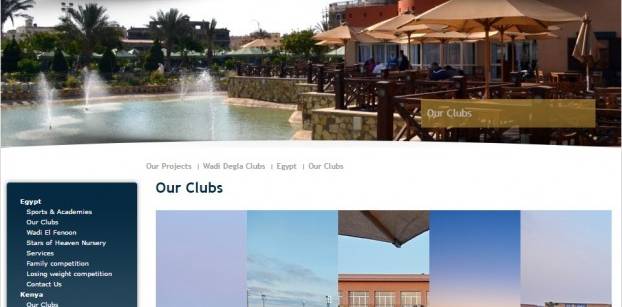 Our Clubs
Our Projects | Wadi Degla Clubs | Egypt | Our Clubs
Our Clubs
Egypt
Sports & Academies
Our Clubs
Wadi El Fenoon
Stars of Heaven Nursery
Services
Family competition
Losing weight competition
Contact Us
Kenya
Our Clubs